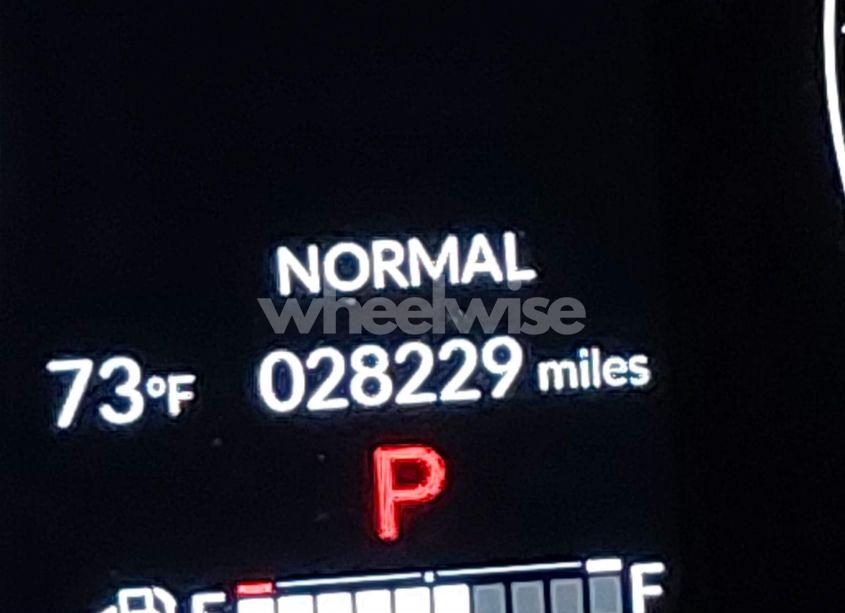 NORMAL
wheelwise
73°F 028229 miles
P
E F